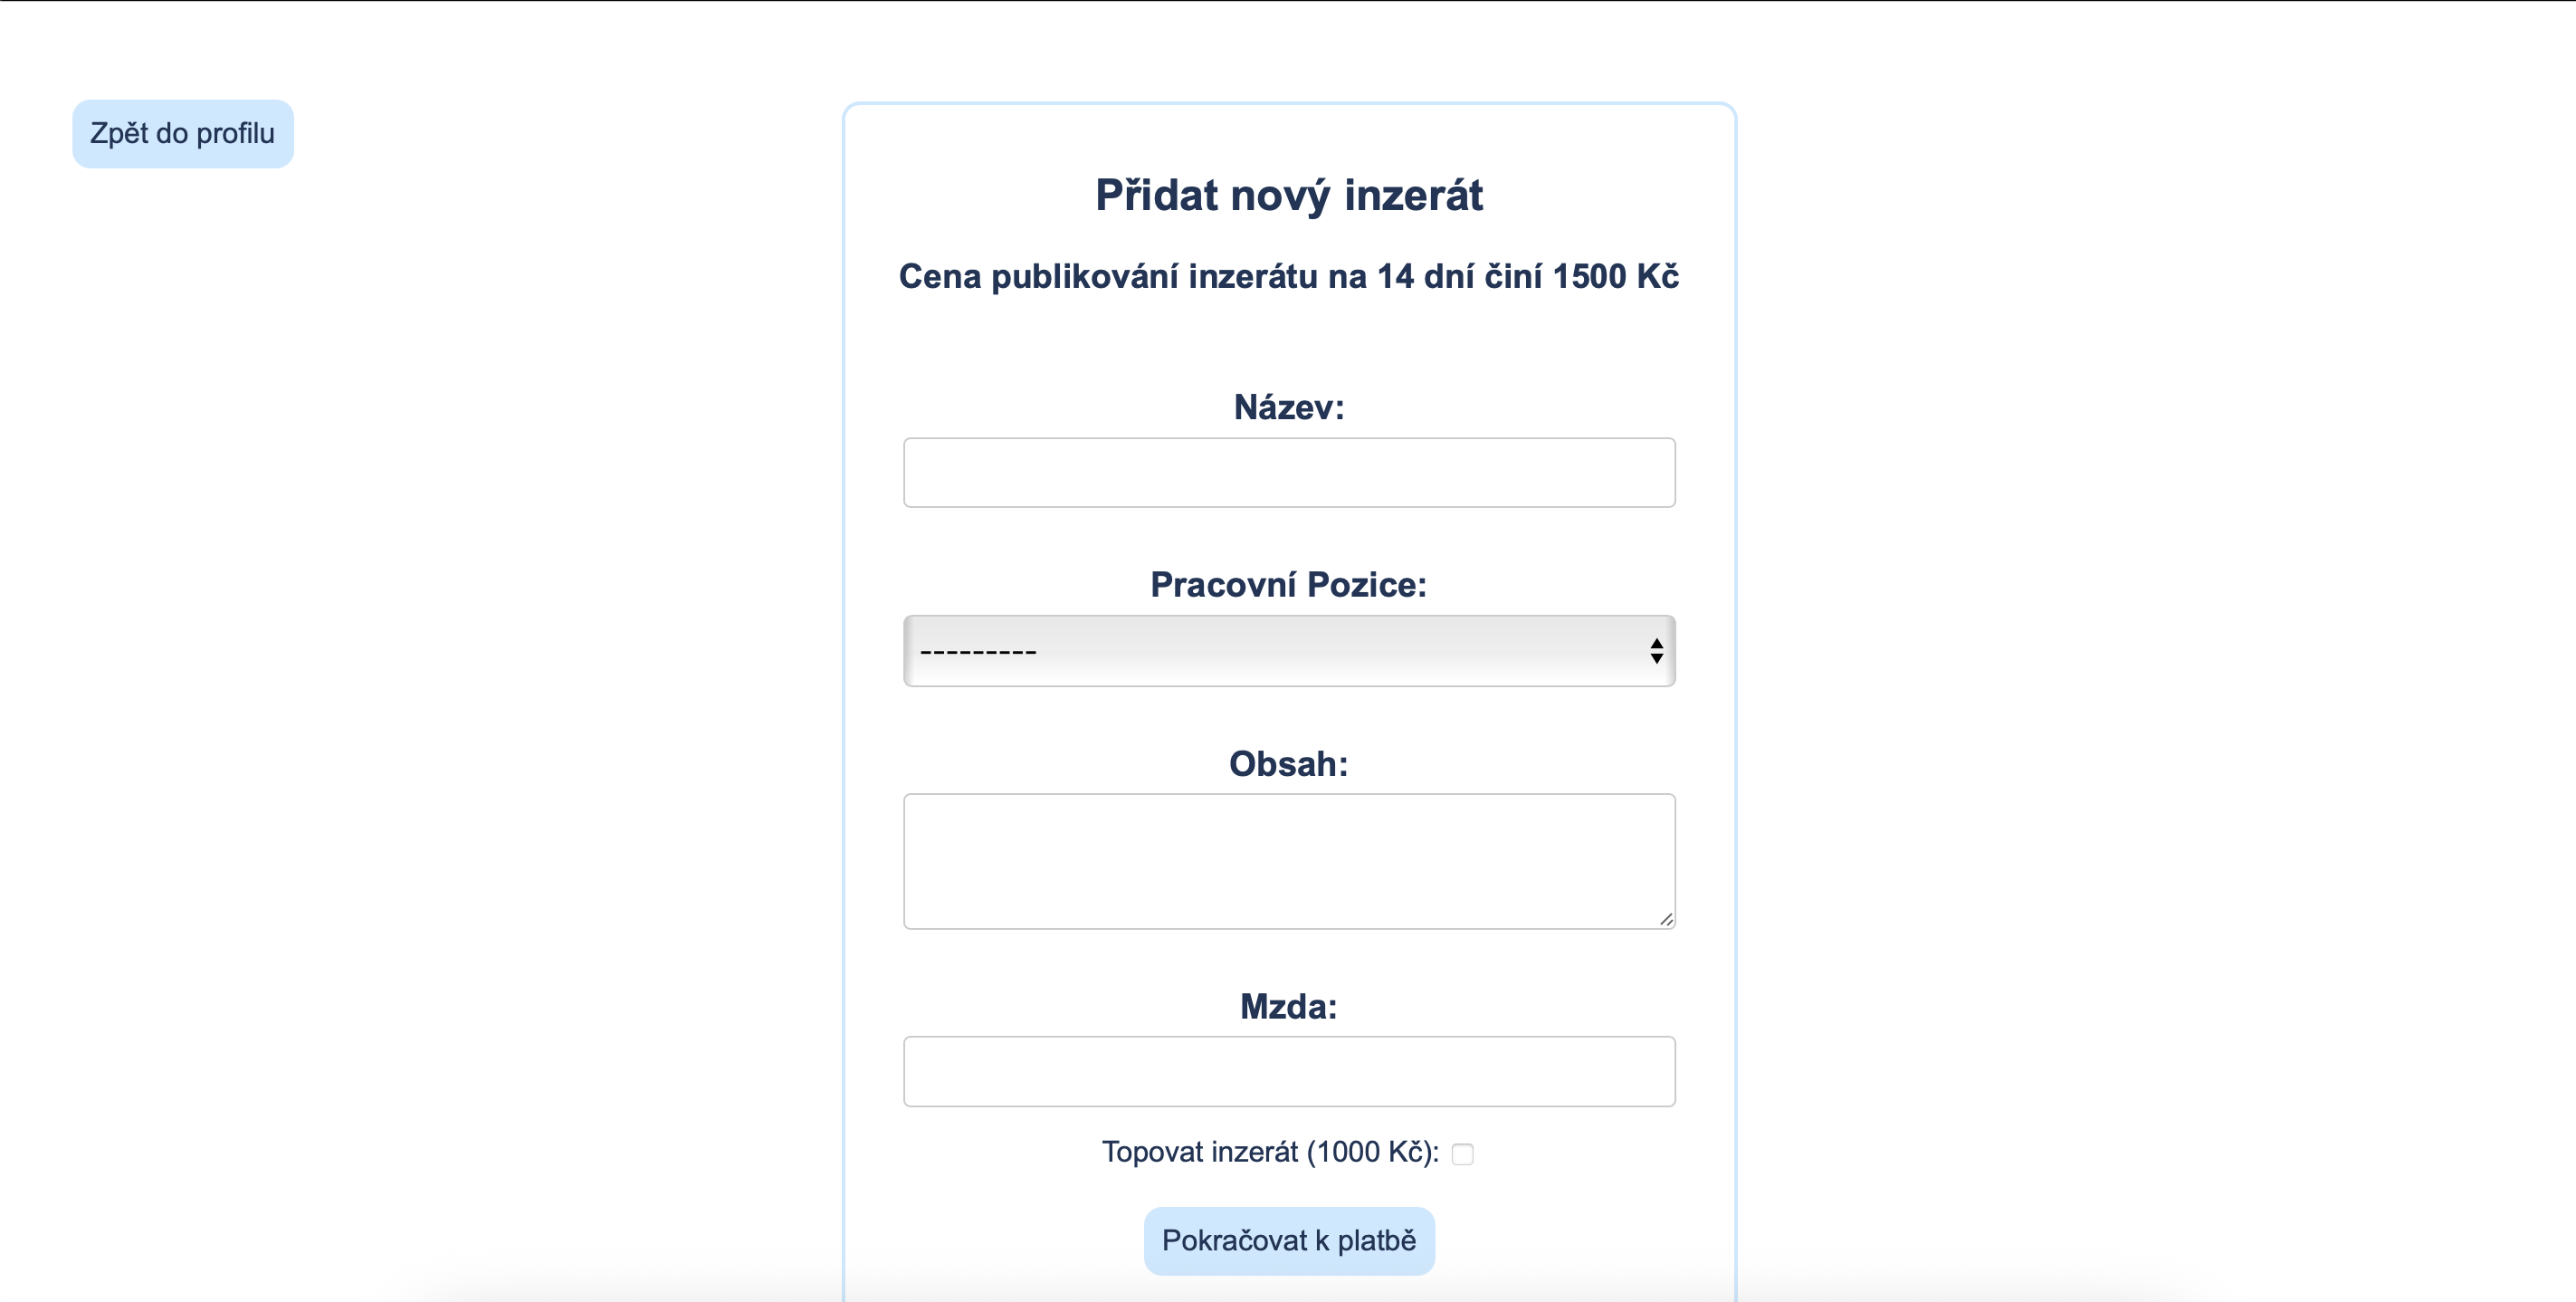 Zpět do profilu
Přidat nový inzerát
Cena publikování inzerátu na 14 dní činí 1500 Kč
Název:
Pracovní Pozice:
---------
Obsah:
Mzda:
Topovat inzerát (1000 Kč):
Pokračovat k platbě